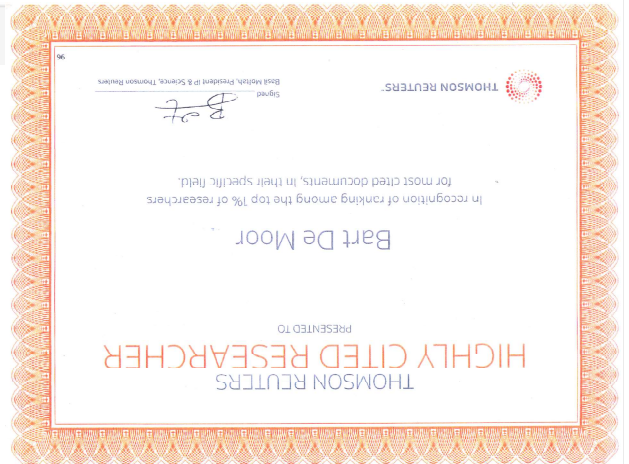 THOMSON REUTERS
HIGHLY CITED RESEARCHER
PRESENTED TO
Bart De Moor
In recognition of ranking among the top 1% of researchers
for most cited documents, in their specific field.
THOMSON REUTERS™
Signed
Basil Moftah, President IP & Science, Thomson Reuters
96